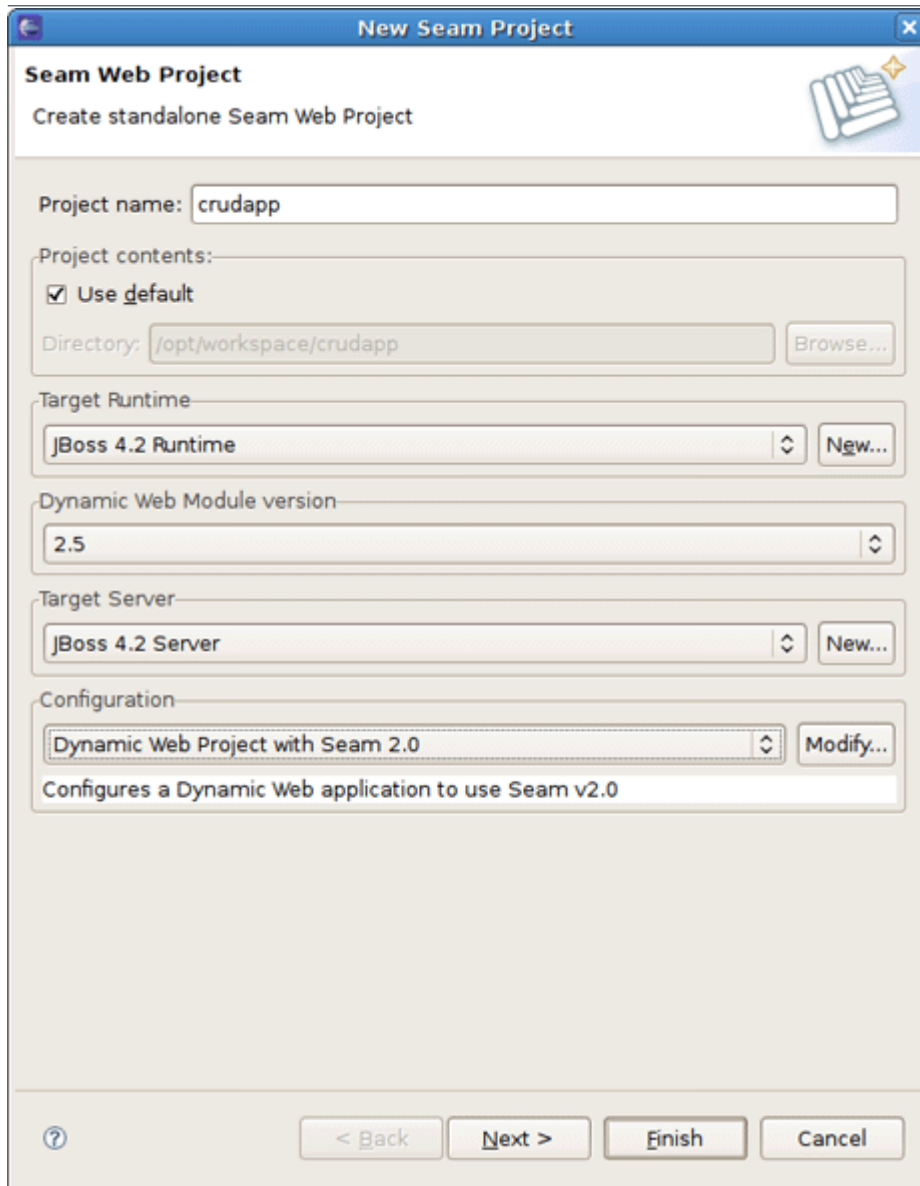 New Seam Project
Seam Web Project
Create standalone Seam Web Project
Project name: crudapp
Project contents:
Use default
Directory: /opt/workspace/crudapp Browse...
Target Runtime
JBoss 4.2 Runtime New...
Dynamic Web Module version
2.5
Target Server
JBoss 4.2 Server New...
Configuration
Dynamic Web Project with Seam 2.0 Modify...
Configures a Dynamic Web application to use Seam v2.0
? < Back Next > Finish Cancel